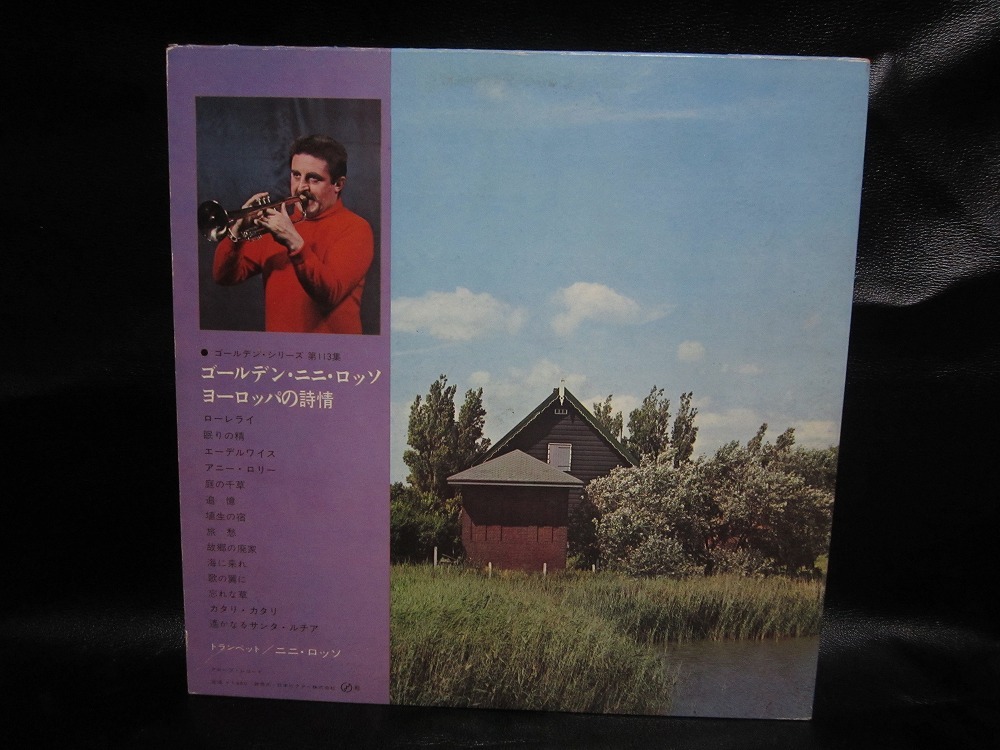 ● ゴールデン・シリーズ 第113集
ゴールデン・ニニ・ロッソ
ヨーロッパの詩情
ローレライ
眠りの精
エーデルワイス
アニー・ロリー
庭の千草
追 憶
埴生の宿
旅 愁
故郷の廃家
海に来れ
歌の翼に
忘れな草
カタリ・カタリ
遙かなるサンタ・ルチア
トランペット/ニニ・ロッソ